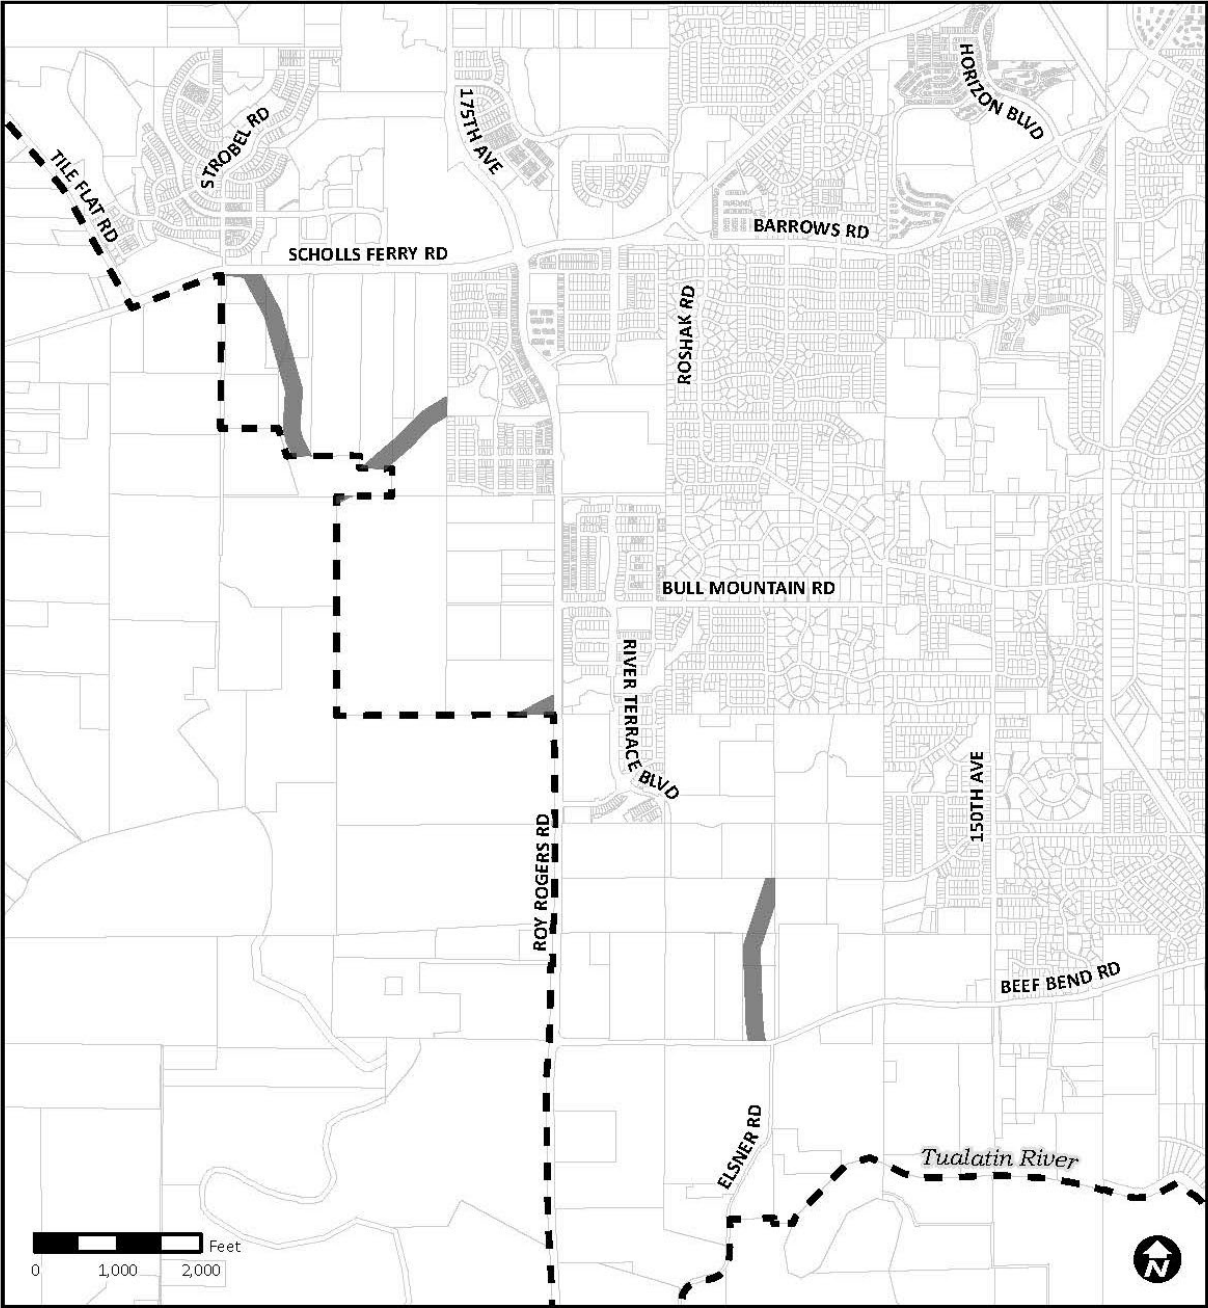 HORIZON BLVD
175TH AVE
STROBEL RD
TILE FLAT RD
BARROWS RD
SCHOLLS FERRY RD
ROSHAK RD
BULL MOUNTAIN RD
RIVER TERRACE BLVD
150TH AVE
ROY ROGERS RD
BEEF BEND RD
ELSNER RD
Tualatin River
Feet
0 1,000 2,000
N